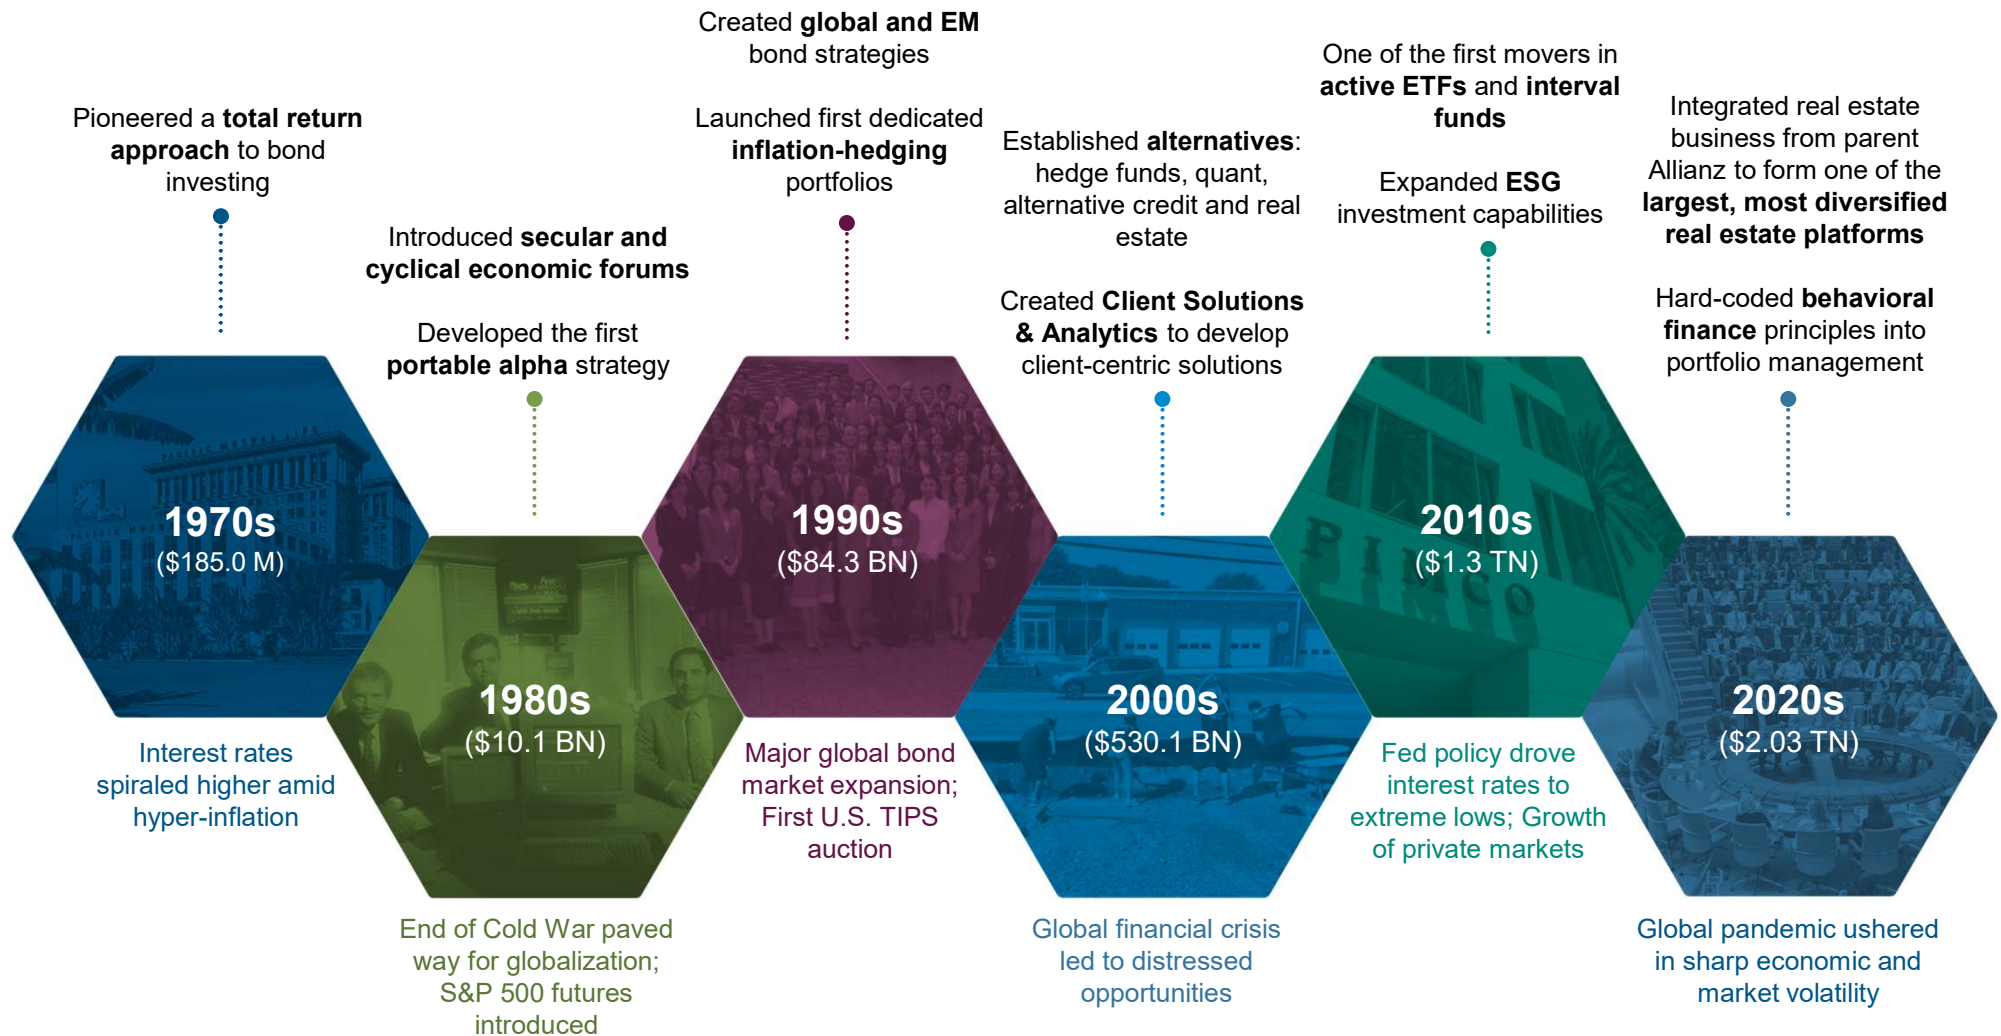 Pioneered a total return
approach to bond
investing
1970s
($185.0 M)
Interest rates
spiraled higher amid
hyper-inflation
Introduced secular and
cyclical economic forums
Developed the first
portable alpha strategy
1980s
($10.1 BN)
End of Cold War paved
way for globalization;
S&P 500 futures
introduced
Created global and EM
bond strategies
Launched first dedicated
inflation-hedging
portfolios
1990s
($84.3 BN)
Major global bond
market expansion;
First U.S. TIPS
auction
Established alternatives:
hedge funds, quant,
alternative credit and real
estate
Created Client Solutions
& Analytics to develop
client-centric solutions
2000s
($530.1 BN)
Global financial crisis
led to distressed
opportunities
One of the first movers in
active ETFs and interval
funds
Expanded ESG
investment capabilities
2010s
($1.3 TN)
PIMCO
Fed policy drove
interest rates to
extreme lows; Growth
of private markets
Integrated real estate
business from parent
Allianz to form one of the
largest, most diversified
real estate platforms
Hard-coded behavioral
finance principles into
portfolio management
2020s
($2.03 TN)
Global pandemic ushered
in sharp economic and
market volatility